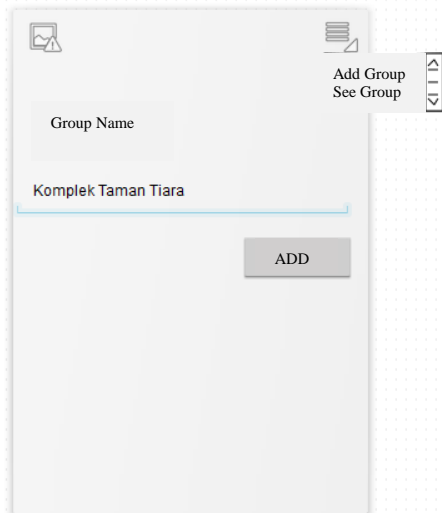 Add Group
See Group
Group Name
Komplek Taman Tiara
ADD